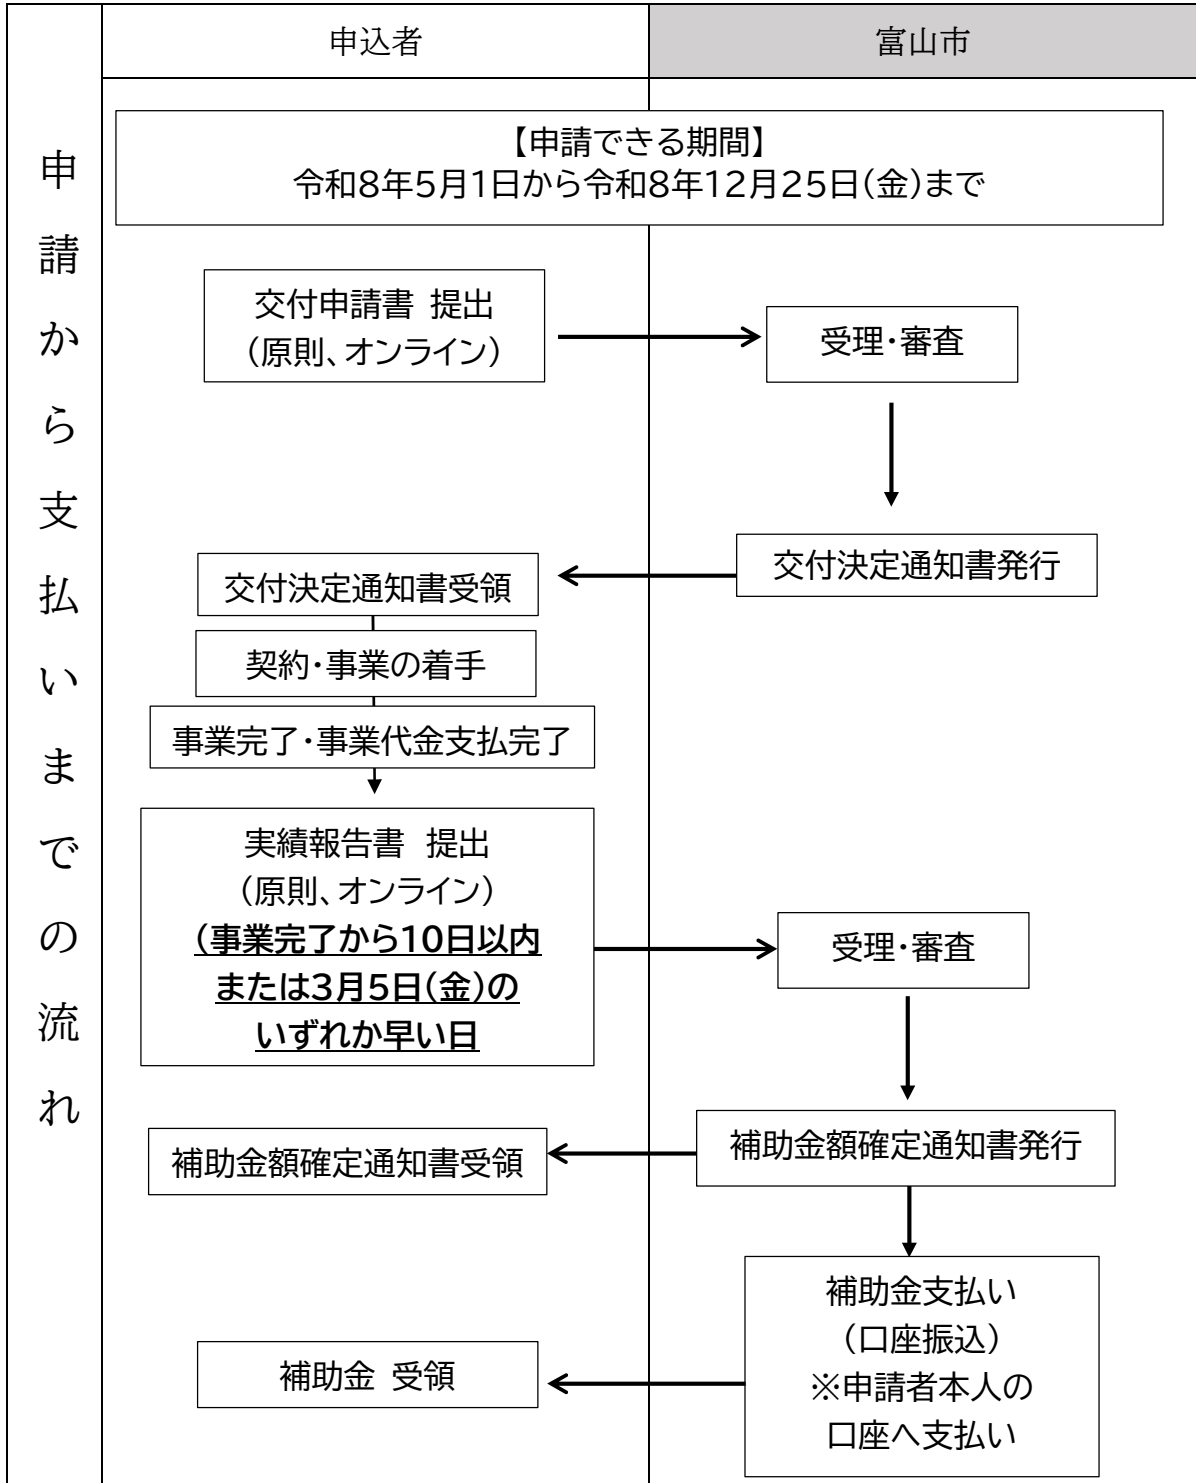 申請から支払いまでの流れ
申込者
富山市
【申請できる期間】
令和8年5月1日から令和8年12月25日(金)まで
交付申請書 提出
(原則、オンライン)
受理・審査
交付決定通知書発行
交付決定通知書受領
契約・事業の着手
事業完了・事業代金支払完了
実績報告書 提出
(原則、オンライン)
(事業完了から10日以内
または3月5日(金)の
いずれか早い日
受理・審査
補助金額確定通知書発行
補助金額確定通知書受領
補助金支払い
(口座振込)
※申請者本人の
口座へ支払い
補助金 受領